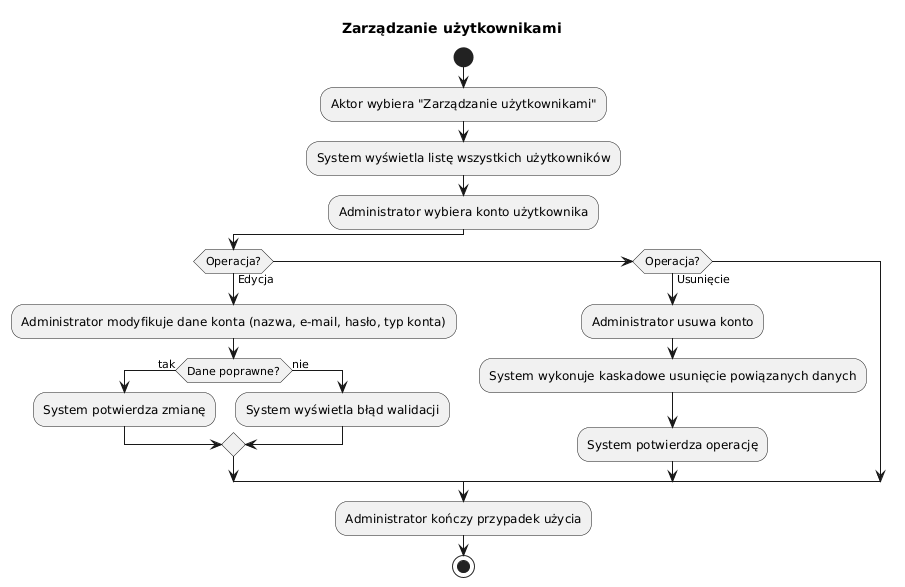 Zarządzanie użytkownikami
Aktor wybiera "Zarządzanie użytkownikami"
System wyświetla listę wszystkich użytkowników
Administrator wybiera konto użytkownika
Operacja?
Edycja
Administrator modyfikuje dane konta (nazwa, e-mail, hasło, typ konta)
Dane poprawne?
tak
nie
System potwierdza zmianę
System wyświetla błąd walidacji
Operacja?
Usunięcie
Administrator usuwa konto
System wykonuje kaskadowe usunięcie powiązanych danych
System potwierdza operację
Administrator kończy przypadek użycia